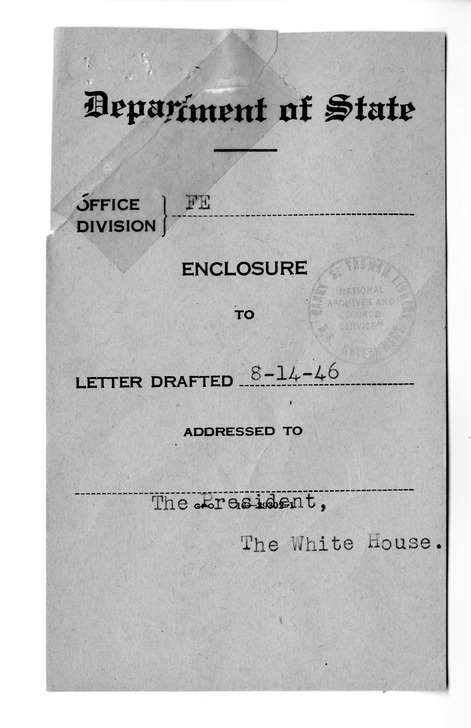 Department of State
OFFICE
DIVISION } FE
ENCLOSURE
TO
LETTER DRAFTED 8-14-46
ADDRESSED TO
The President,
The White House.
HARRY S. TRUMAN LIBRARY
"NATIONAL
ARCHIVES AND
RECORDS
SERVICE"
U.S. GOVERNMENT